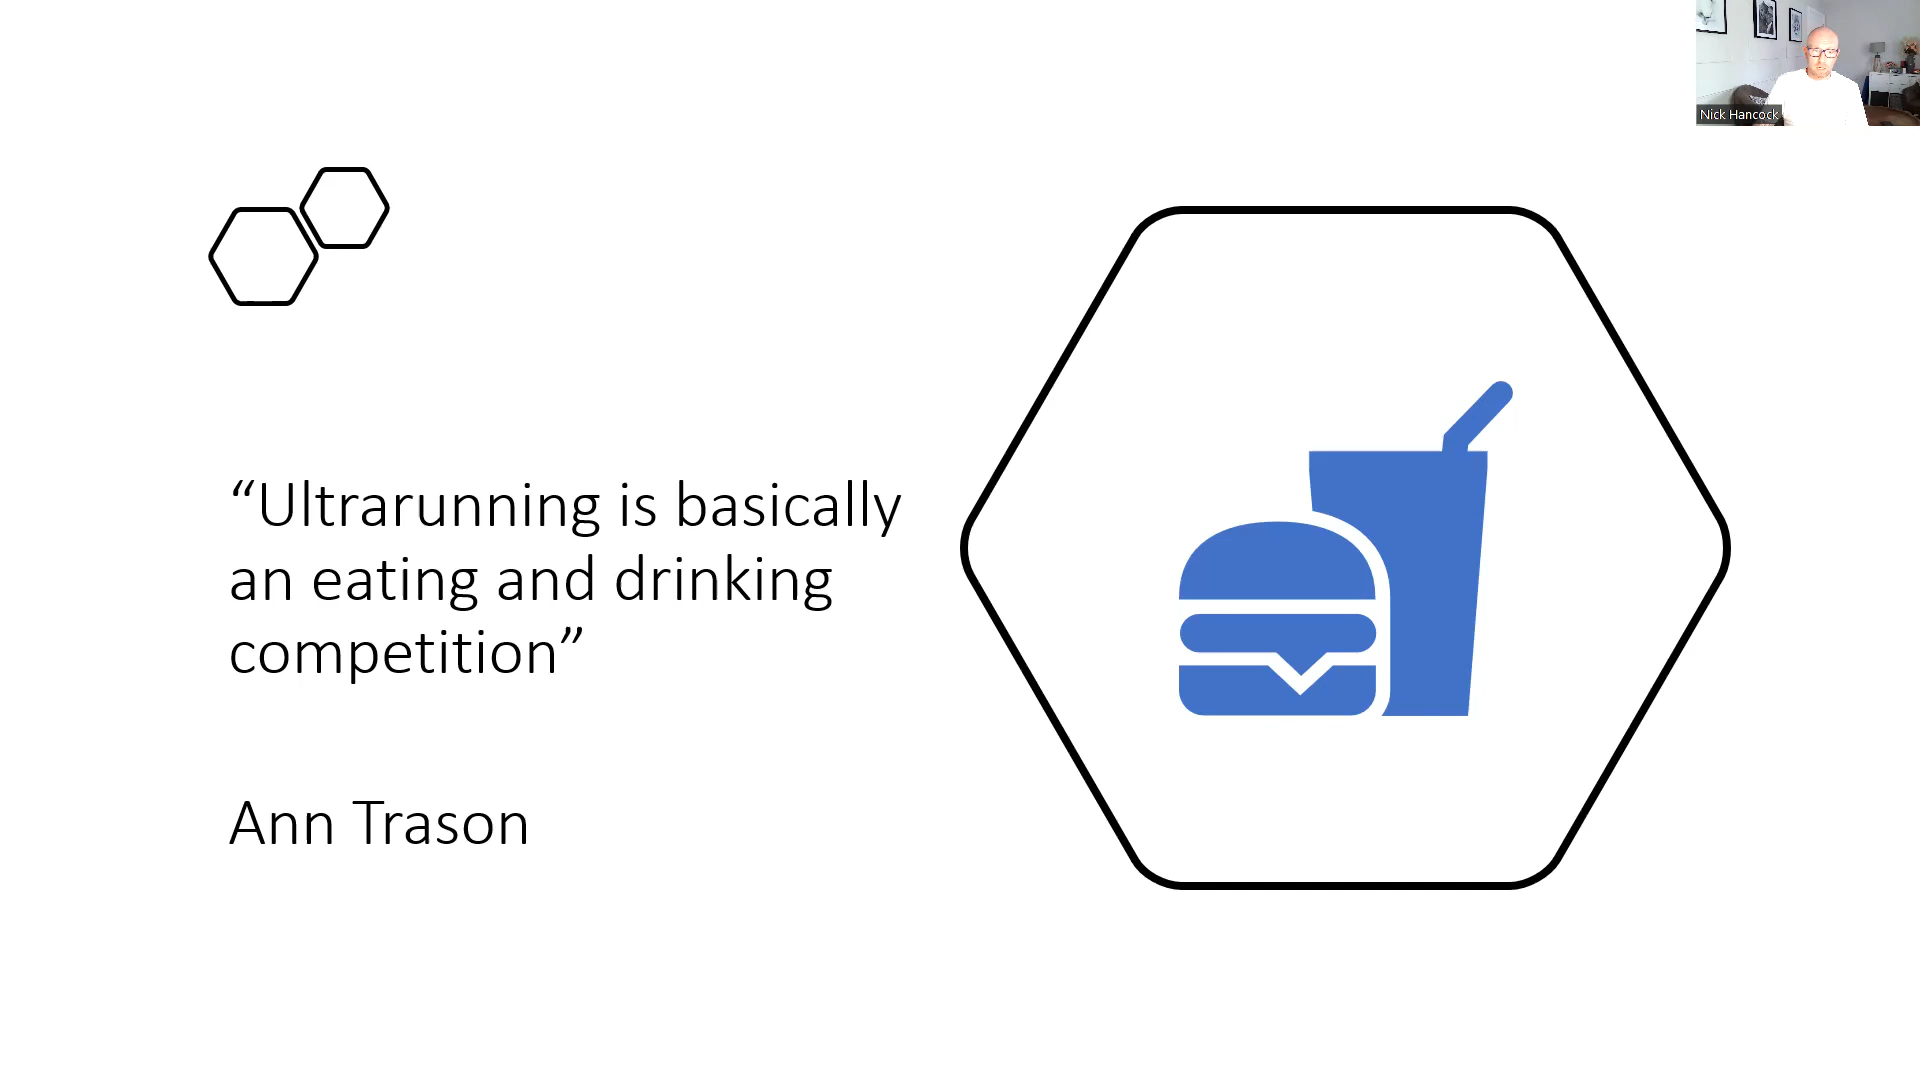 Nick Hancock
“Ultrarunning is basically
an eating and drinking
competition”
Ann Trason